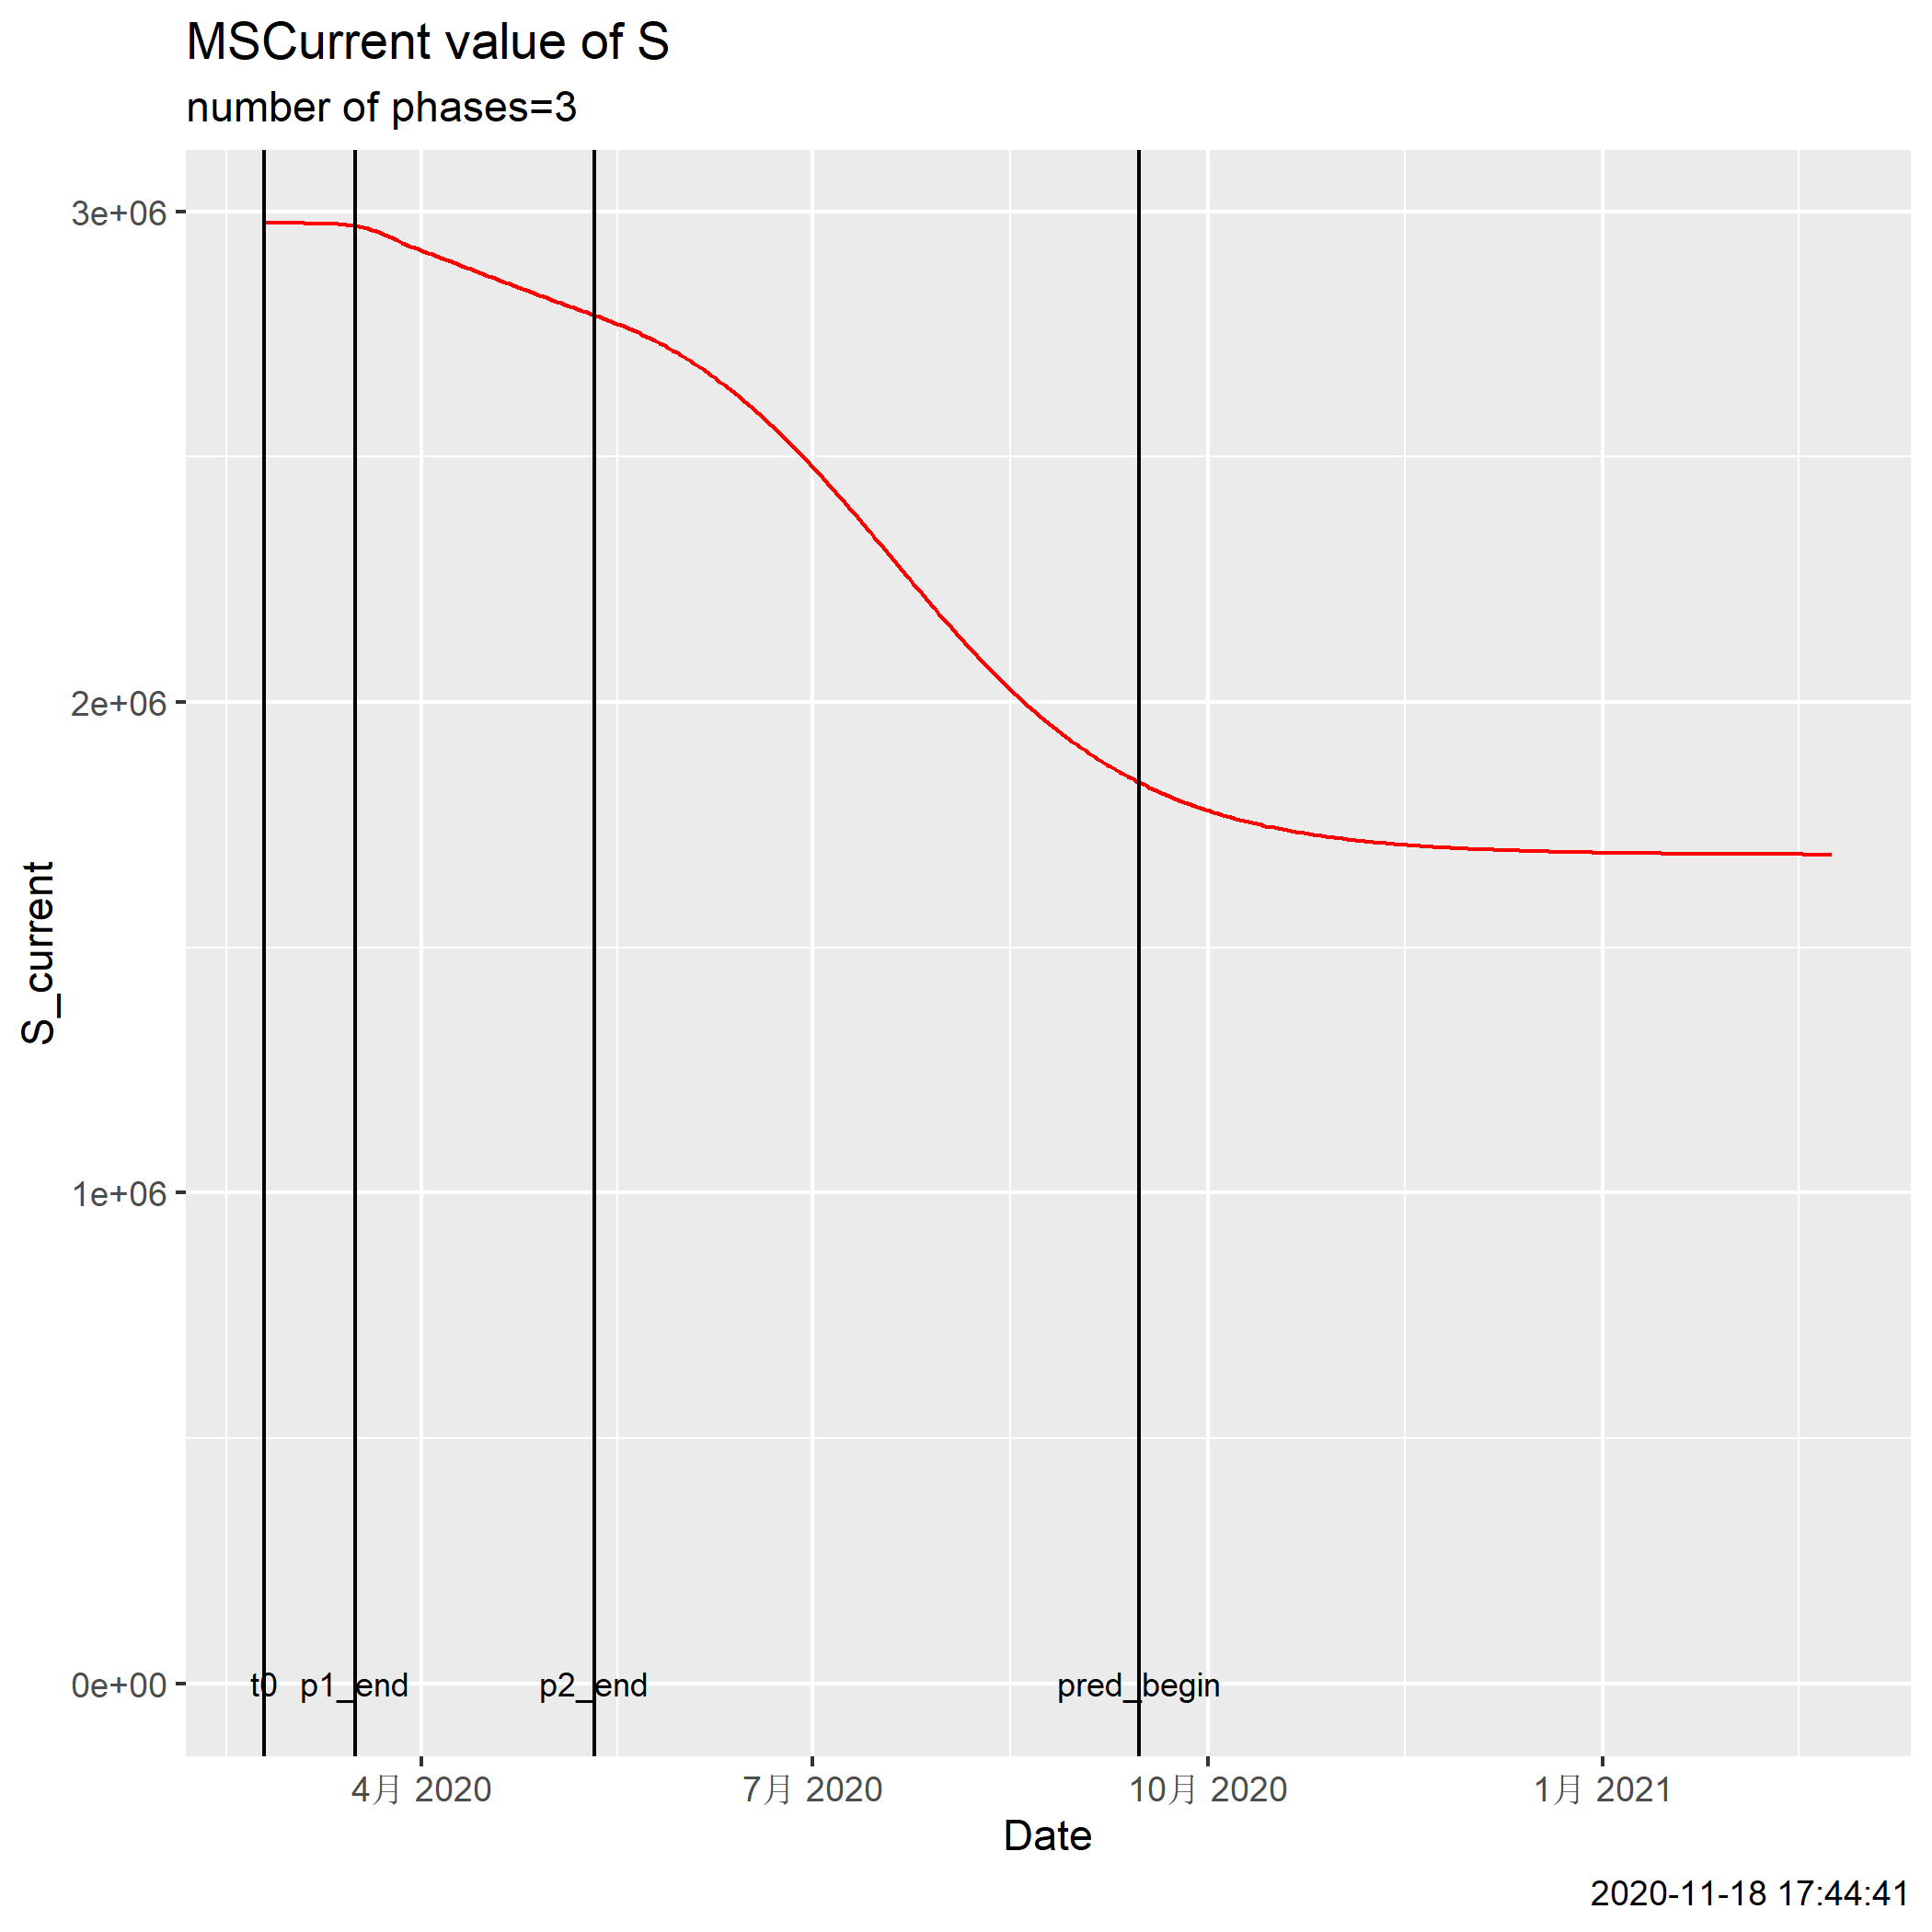 MSCurrent value of S
number of phases=3
3e+06
2e+06
1e+06
0e+00
S_current
t0 p1_end p2_end pred_begin
4月 2020 7月 2020 10月 2020 1月 2021
Date
2020-11-18 17:44:41